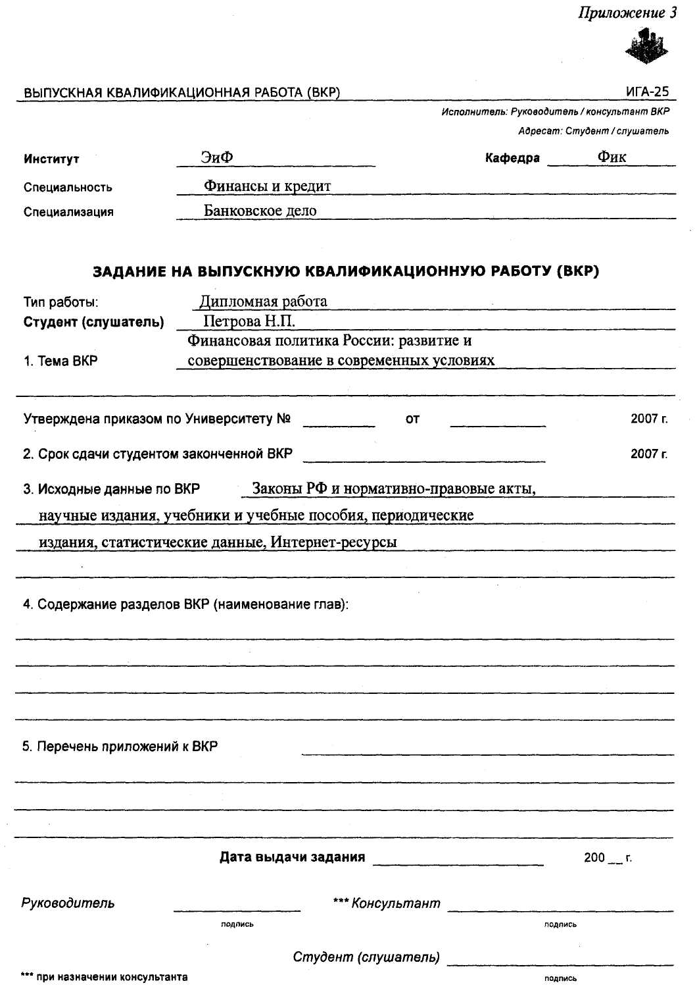 Приложение 3
ВЫПУСКНАЯ КВАЛИФИКАЦИОННАЯ РАБОТА (ВКР) ИГА-25
Исполнитель: Руководитель / консультант ВКР
Адресат: Студент / слушатель
Институт ЭиФ Кафедра Фик
Специальность Финансы и кредит
Специализация Банковское дело
ЗАДАНИЕ НА ВЫПУСКНУЮ КВАЛИФИКАЦИОННУЮ РАБОТУ (ВКР)
Тип работы: Дипломная работа
Студент (слушатель) Петрова Н.П.
Финансовая политика России: развитие и
1. Тема ВКР совершенствование в современных условиях
Утверждена приказом по Университету № от 2007 г.
2. Срок сдачи студентом законченной ВКР 2007 г.
3. Исходные данные по ВКР Законы РФ и нормативно-правовые акты,
научные издания, учебники и учебные пособия, периодические
издания, статистические данные, Интернет-ресурсы
4. Содержание разделов ВКР (наименование глав):
5. Перечень приложений к ВКР
Дата выдачи задания 200 __ г.
Руководитель *** Консультант
подпись подпись
Студент (слушатель)
*** при назначении консультанта подпись